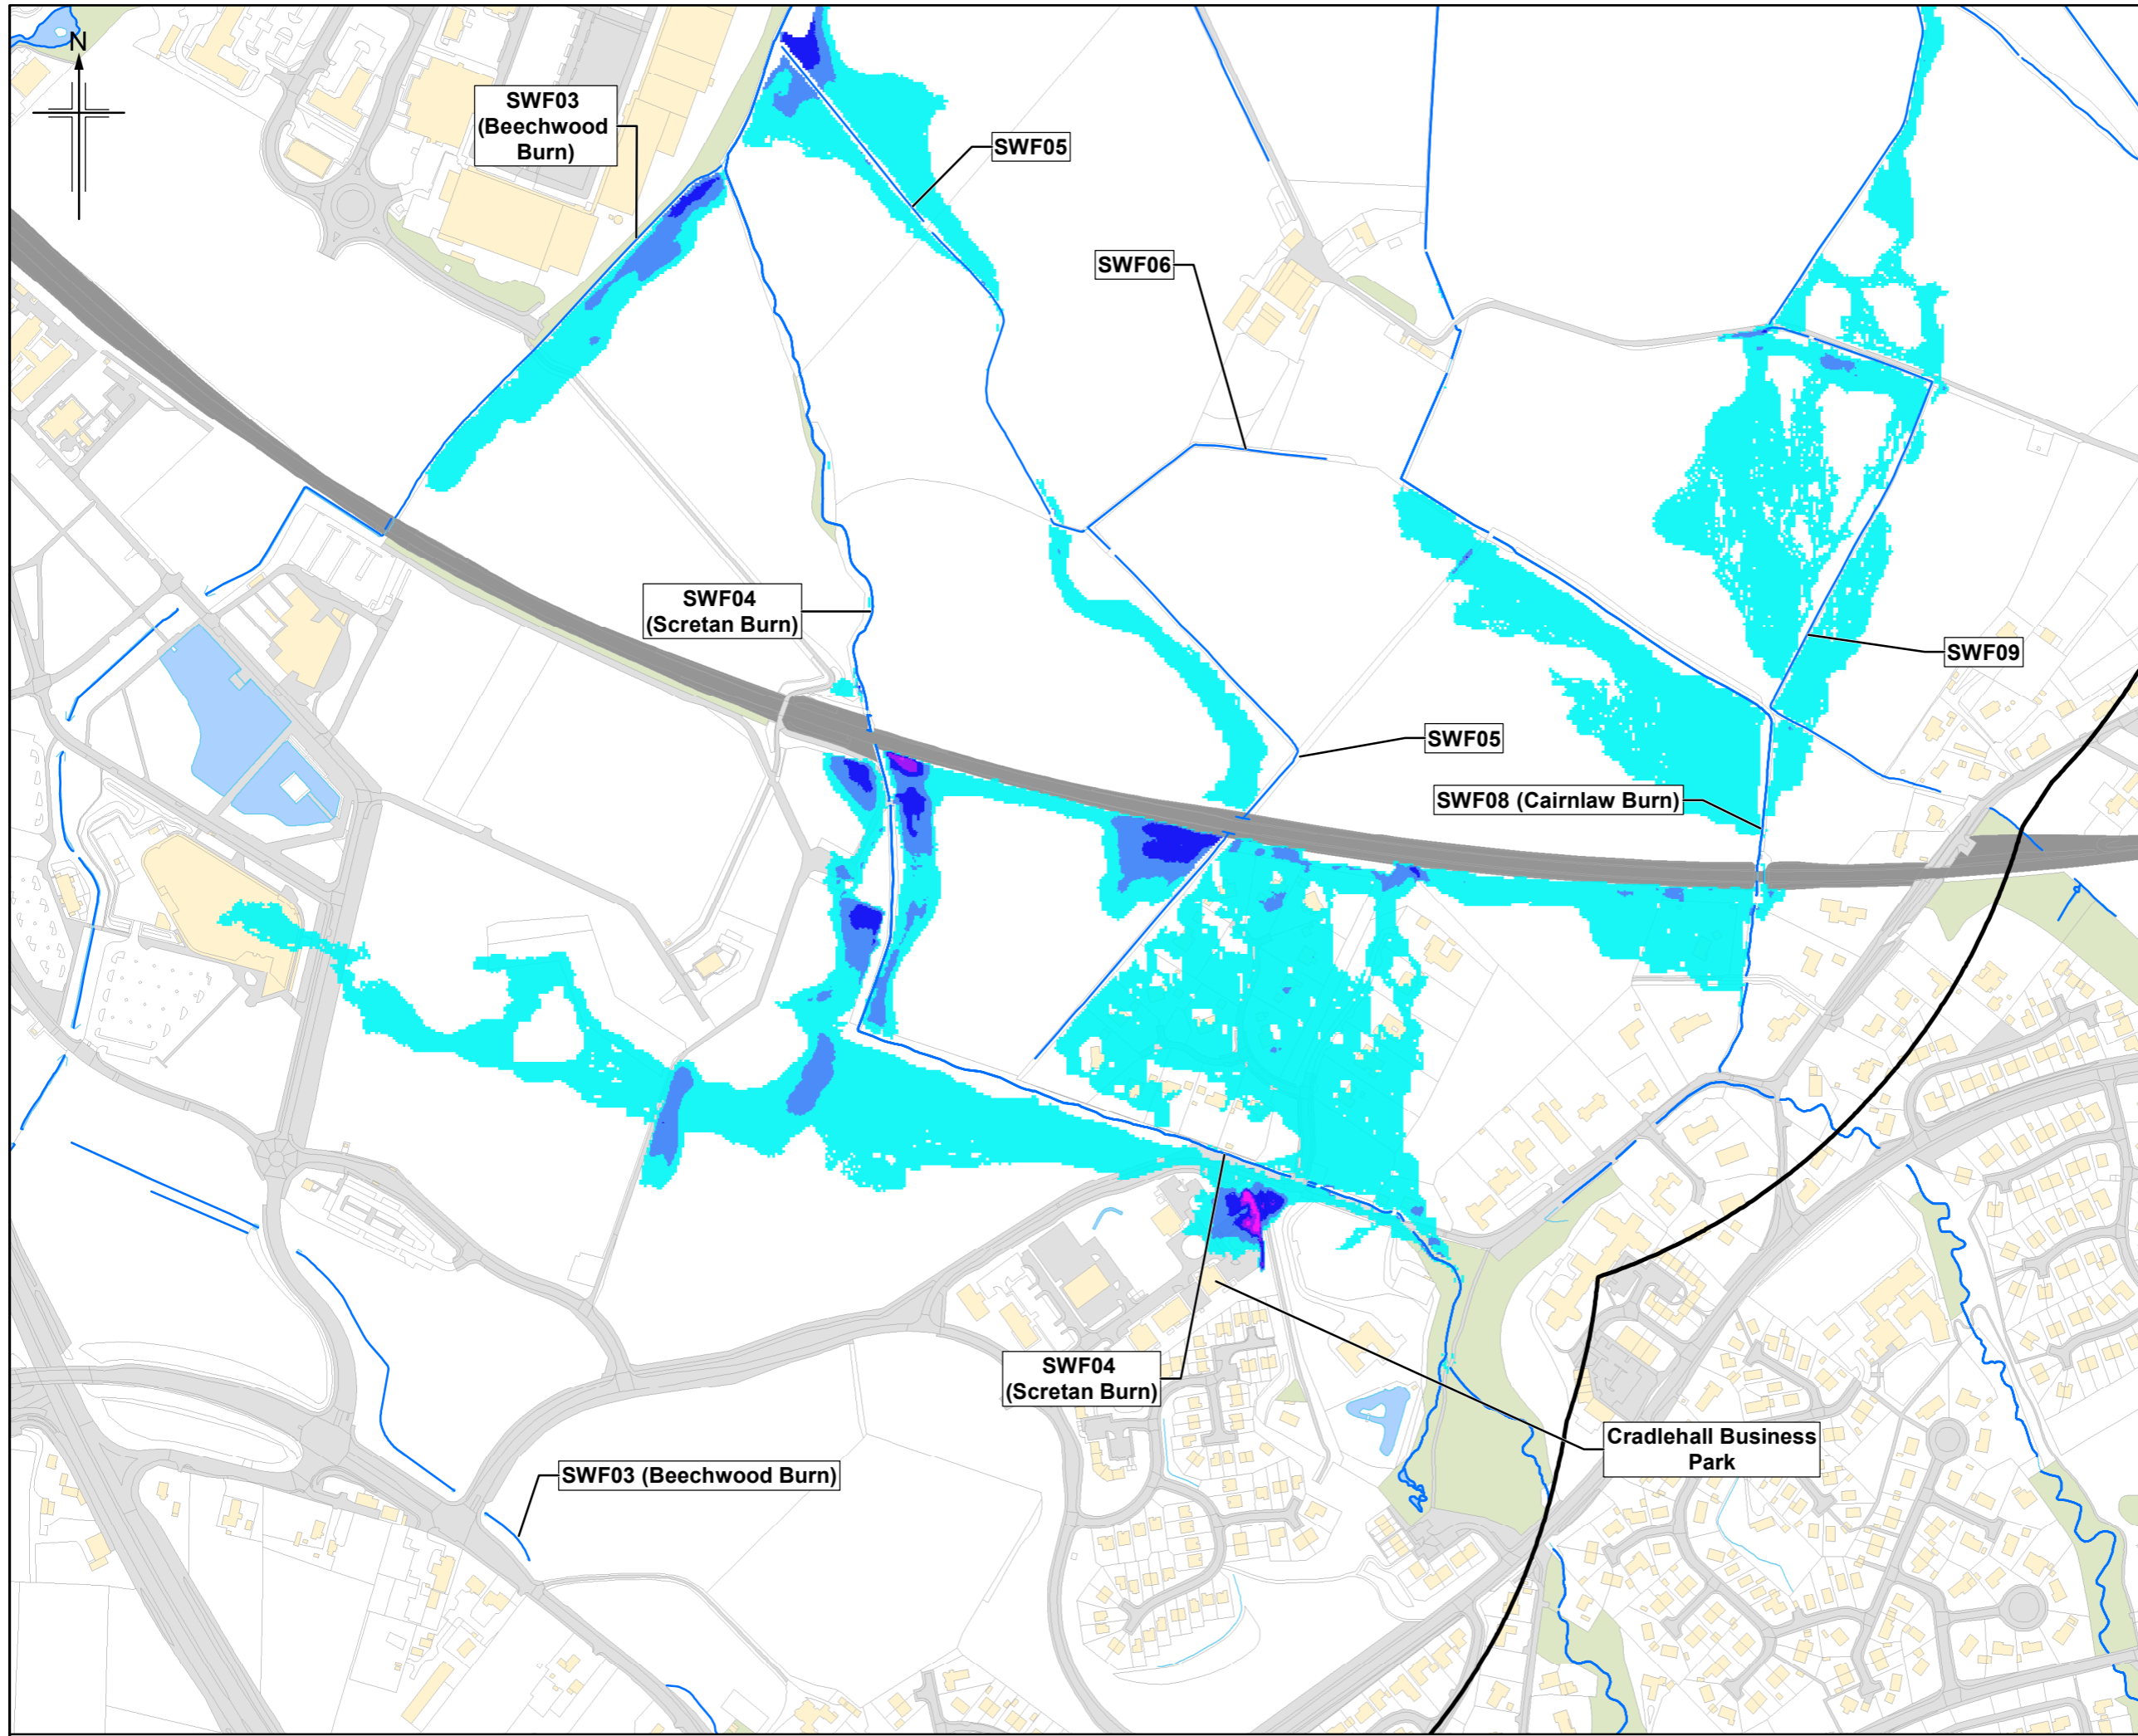 N
SWF03
(Beechwood
Burn)
SWF05
SWF06
SWF04
(Scretan Burn)
SWF09
SWF05
SWF08 (Cairnlaw Burn)
SWF04
(Scretan Burn)
Cradlehall Business
Park
SWF03 (Beechwood Burn)